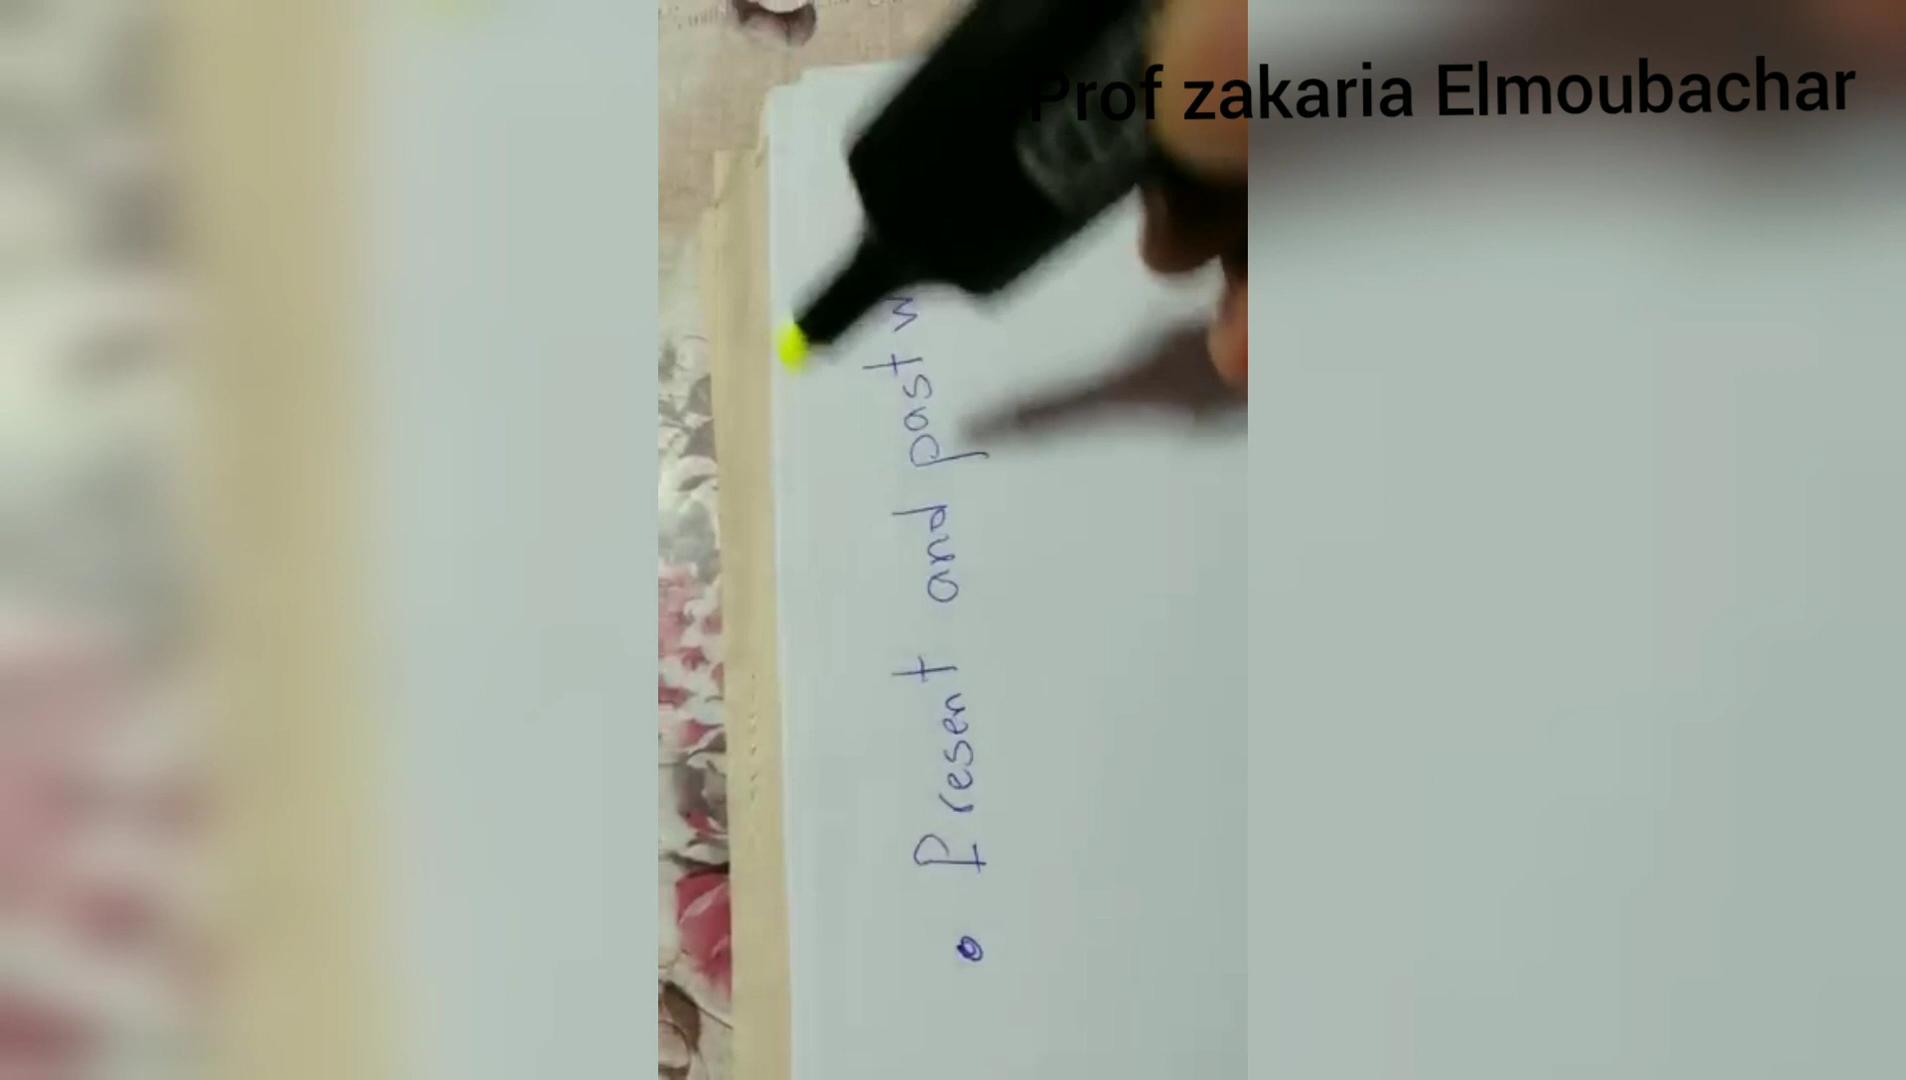 Prof zakaria Elmoubachar
• Present and past